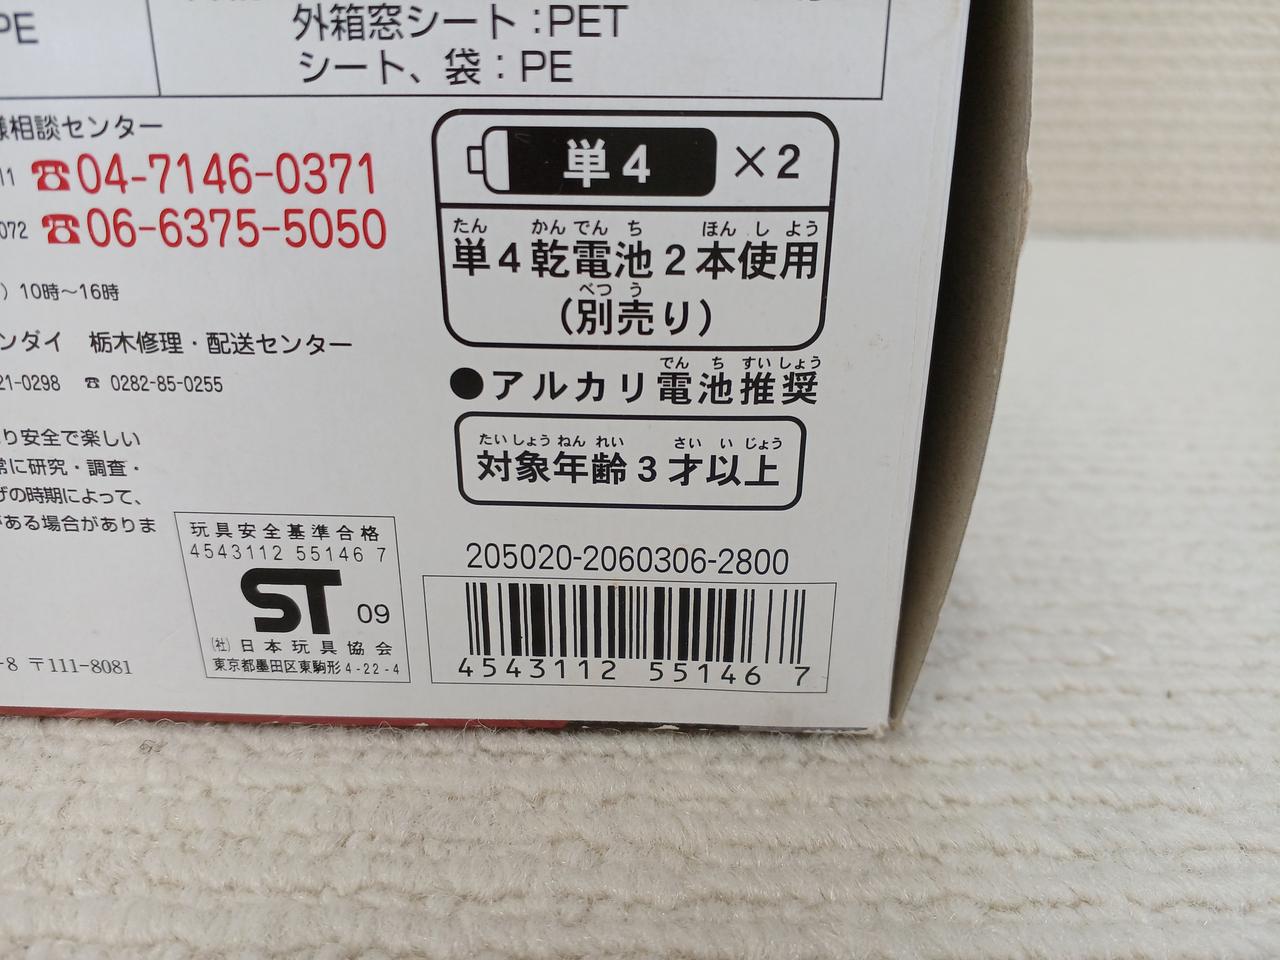 PE
外箱窓シート:PET
シート、袋:PE
様相談センター
11 ☎04-7146-0371
072 ☎06-6375-5050
)10時〜16時
ンダイ 栃木修理・配送センター
21-0298 ☎ 0282-85-0255
り安全で楽しい
常に研究・調査・
げの時期によって、
がある場合がありま
-8 〒111-8081
単4 ×2
たん かんでんち ほんしよう
単4乾電池2本使用
べつう
(別売り)
でんち すいしょう
●アルカリ電池推奨
たいしょうねんれい さいいじょう
対象年齢3才以上
玩具安全基準合格
4543112 55146 7
ST 09
(社)日本玩具協会
東京都墨田区東駒形4-22-4
205020-2060306-2800
4543112 55146 7